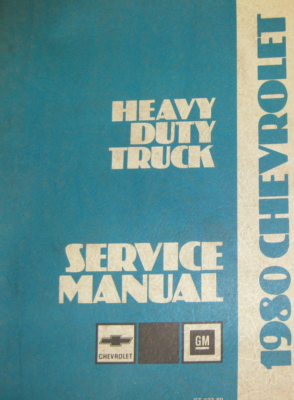 HEAVY
DUTY
TRUCK
SERVICE
MANUAL
1980 CHEVROLET
CHEVROLET
GM